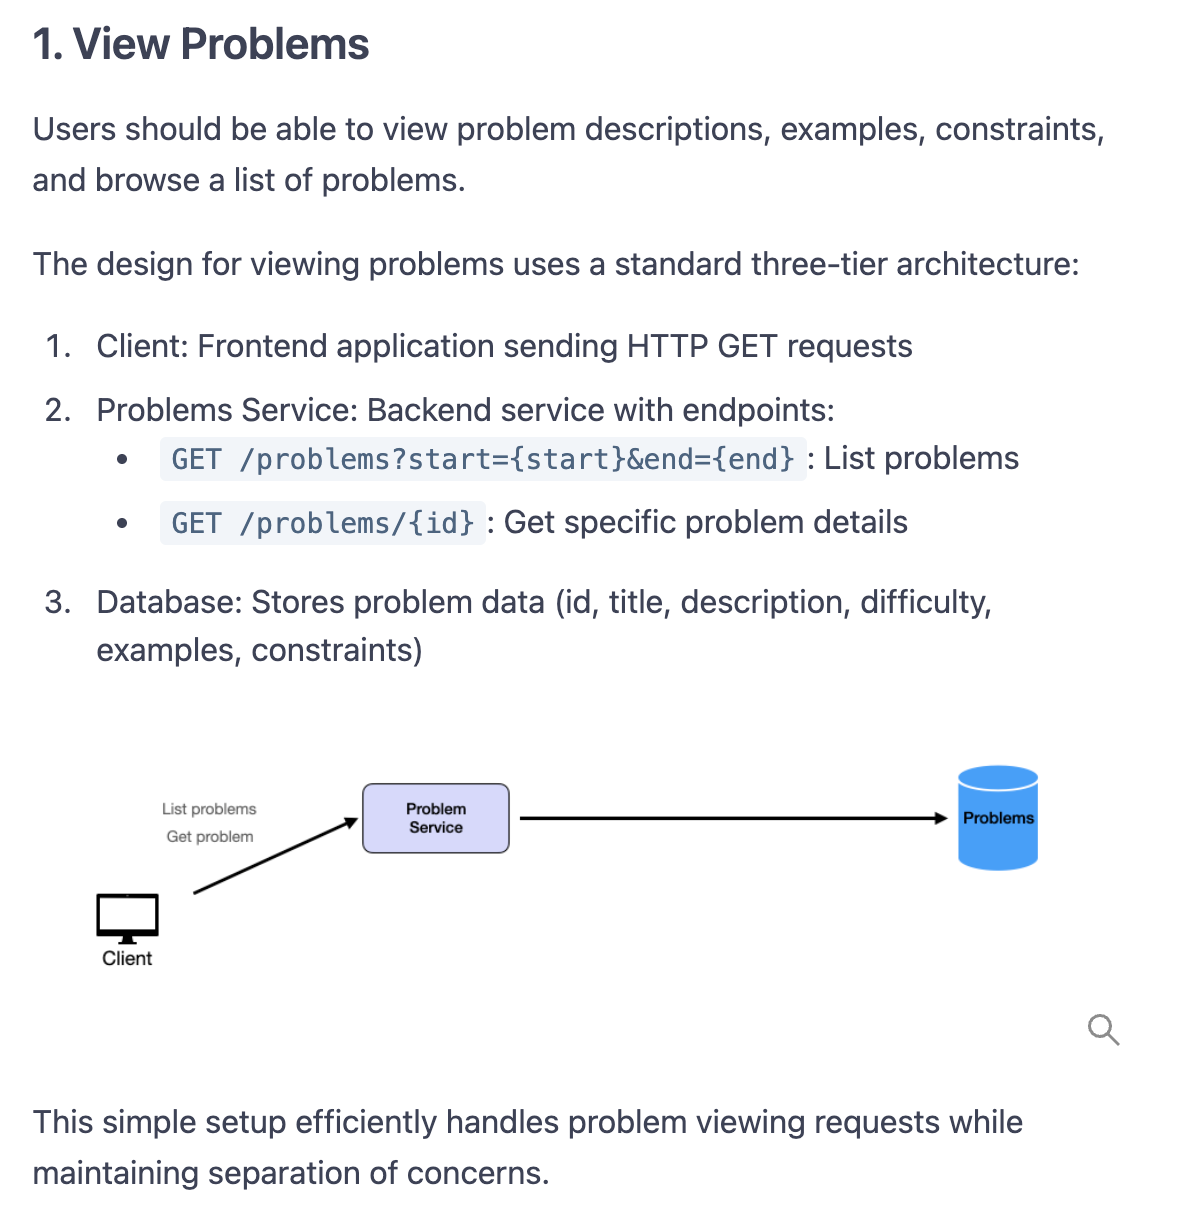 1. View Problems
Users should be able to view problem descriptions, examples, constraints,
and browse a list of problems.
The design for viewing problems uses a standard three-tier architecture:
1. Client: Frontend application sending HTTP GET requests
2. Problems Service: Backend service with endpoints:
• GET /problems?start={start}&end={end} : List problems
• GET /problems/{id} : Get specific problem details
3. Database: Stores problem data (id, title, description, difficulty,
examples, constraints)
List problems
Get problem
Problem
Service
Problems
Client
This simple setup efficiently handles problem viewing requests while
maintaining separation of concerns.